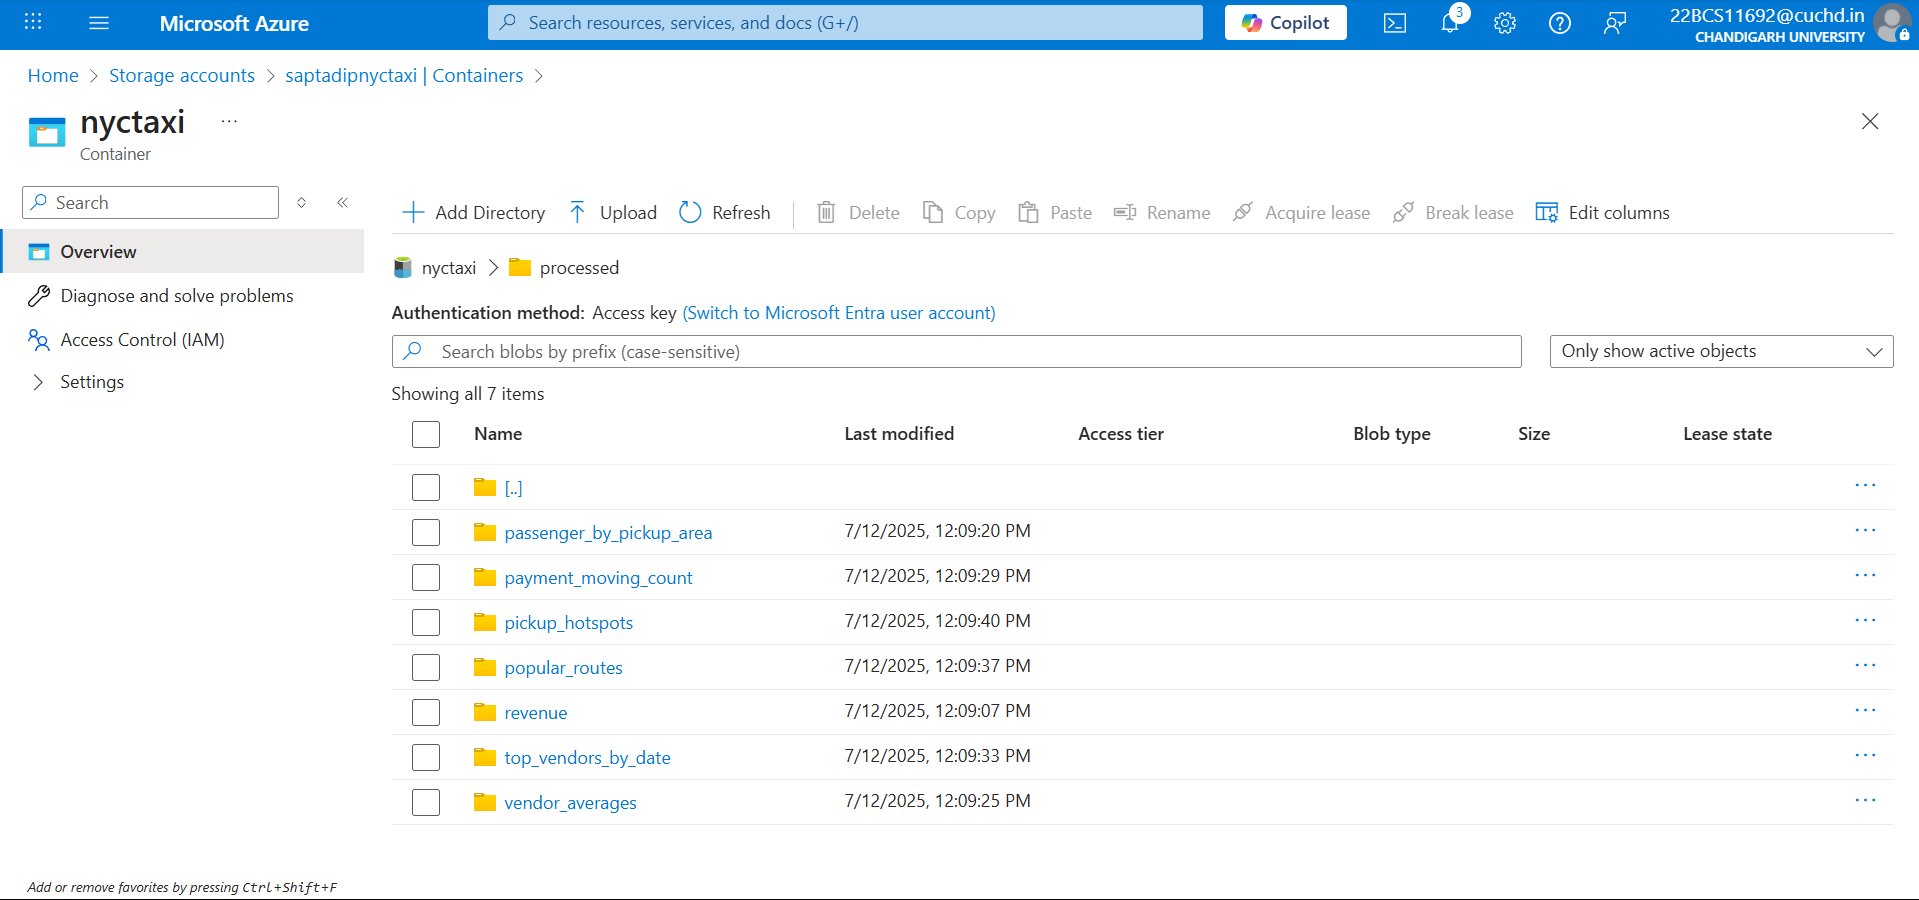 Microsoft Azure
Search resources, services, and docs (G+/)
Copilot
3
22BCS11692@cuchd.in
CHANDIGARH UNIVERSITY
Home > Storage accounts > saptadipnyctaxi | Containers >
nyctaxi ...
Container
Search
Overview
Diagnose and solve problems
Access Control (IAM)
Settings
Add Directory Upload Refresh Delete Copy Paste Rename Acquire lease Break lease Edit columns
nyctaxi > processed
Authentication method: Access key (Switch to Microsoft Entra user account)
Search blobs by prefix (case-sensitive)
Only show active objects
Showing all 7 items
Name Last modified Access tier Blob type Size Lease state
[..] ...
passenger_by_pickup_area 7/12/2025, 12:09:20 PM ...
payment_moving_count 7/12/2025, 12:09:29 PM ...
pickup_hotspots 7/12/2025, 12:09:40 PM ...
popular_routes 7/12/2025, 12:09:37 PM ...
revenue 7/12/2025, 12:09:07 PM ...
top_vendors_by_date 7/12/2025, 12:09:33 PM ...
vendor_averages 7/12/2025, 12:09:25 PM ...
Add or remove favorites by pressing Ctrl+Shift+F